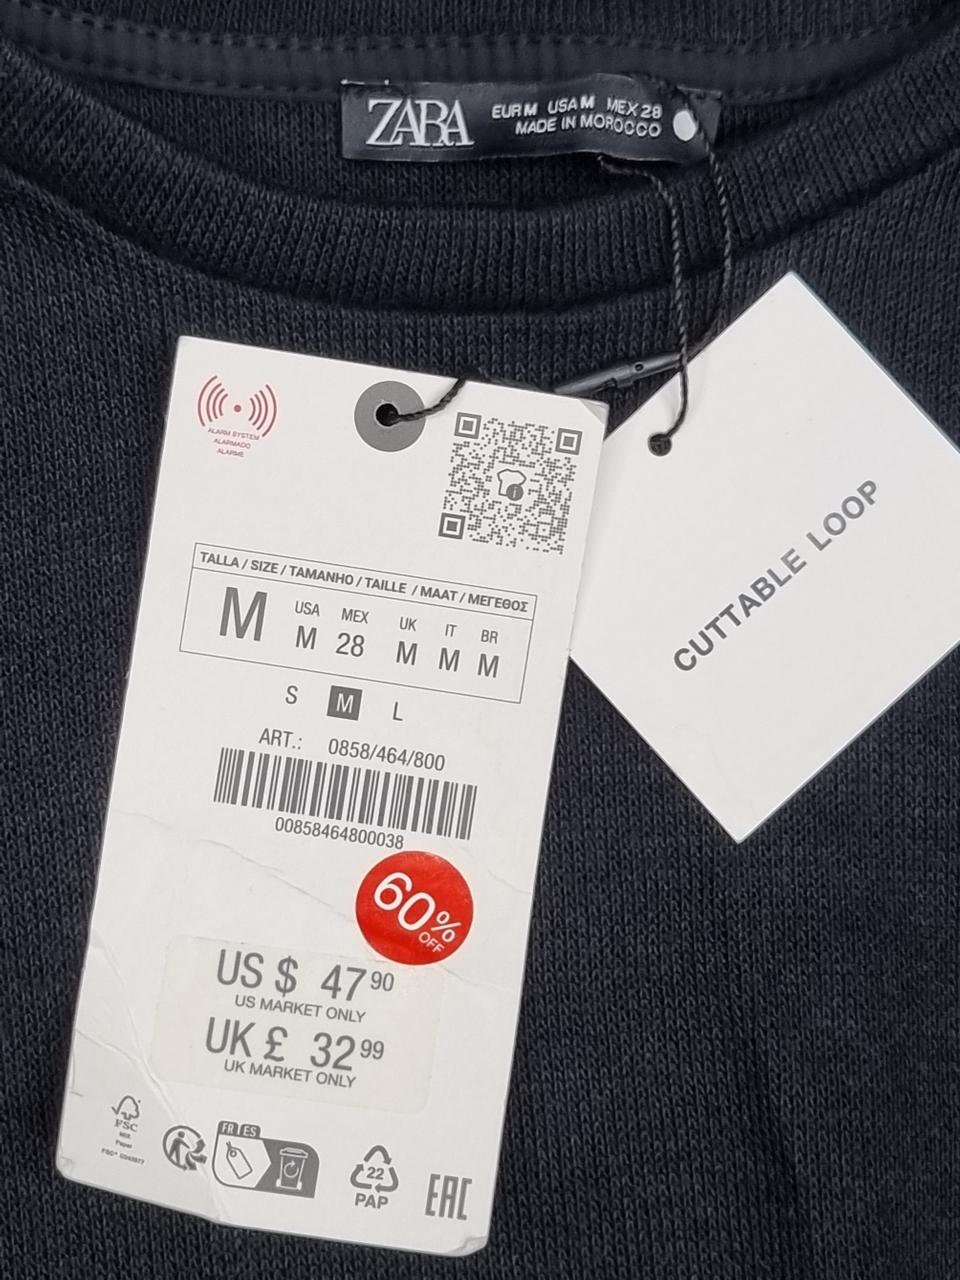 ZARA
EUR M USA M MEX 28
MADE IN MOROCCO
ALARM SYSTEM
ALARMADO
ALARME
TALLA / SIZE / TAMANHO / TAILLE / MAAT / ΜΕΓΕΘΟΣ
M
USA MEX UK IT BR
M 28 M M M
S M L
ART.: 0858/464/800
00858464800038
60% OFF
US $ 47 90
US MARKET ONLY
UK £ 32 99
UK MARKET ONLY
FSC
MIX
Paper
FR ES
22
PAP
EAC
CUTTABLE LOOP